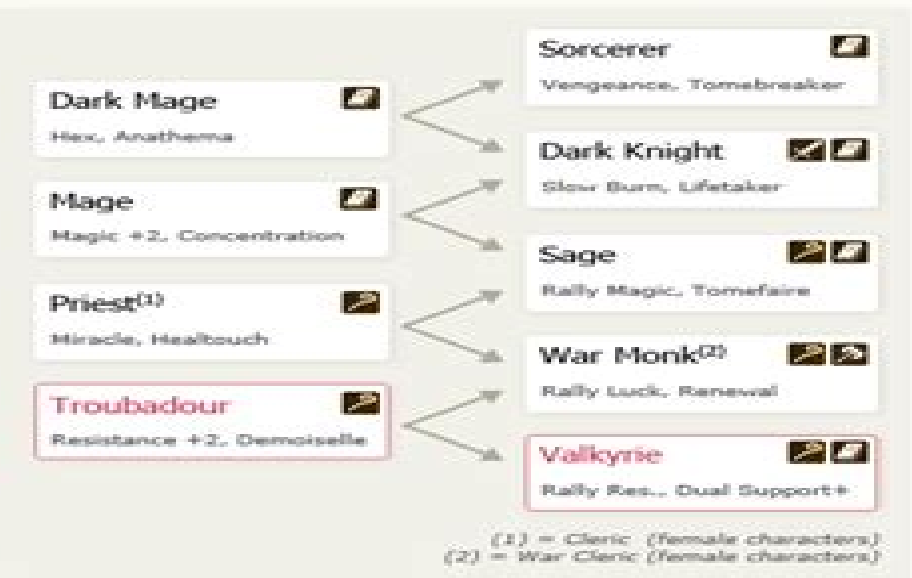 Dark Mage
Hex, Anathema
Mage
Magic +2, Concentration
Priest(1)
Miracle, Healtouch
Troubadour
Resistance +2, Demoiselle
Sorcerer
Vengeance, Tomebreaker
Dark Knight
Slow Burn, Lifetaker
Sage
Rally Magic, Tomefaire
War Monk(2)
Rally Luck, Renewal
Valkyrie
Rally Res., Dual Support+
(1) = Cleric (female characters)
(2) = War Cleric (female characters)